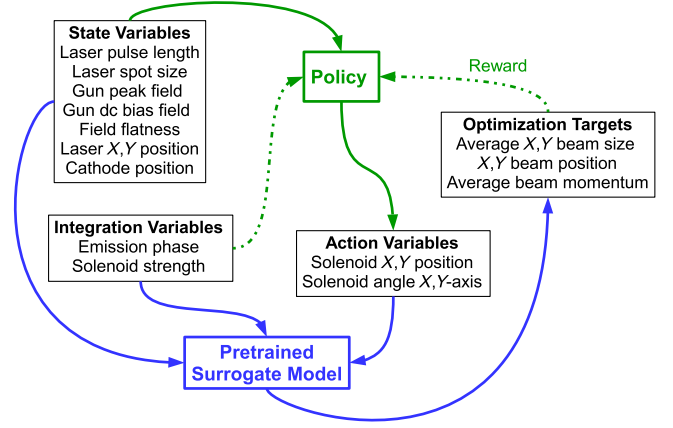 State Variables
Laser pulse length
Laser spot size
Gun peak field
Gun dc bias field
Field flatness
Laser X,Y position
Cathode position
Policy
Reward
Optimization Targets
Average X,Y beam size
X,Y beam position
Average beam momentum
Integration Variables
Emission phase
Solenoid strength
Action Variables
Solenoid X,Y position
Solenoid angle X,Y-axis
Pretrained
Surrogate Model